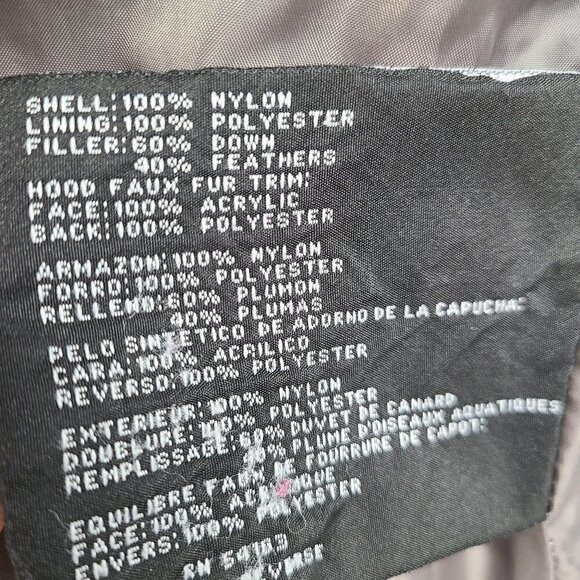 SHELL:100% NYLON
LINING:100% POLYESTER
FILLER:60% DOWN
40% FEATHERS
HOOD FAUX FUR TRIM:
FACE:100% ACRYLIC
BACK:100% POLYESTER
ARMAZON:100% NYLON
FORRO:100% POLYESTER
RELLENO:60% PLUMON
40% PLUMAS
PELO SINTETICO DE ADORNO DE LA CAPUCHA:
CARA:100% ACRILICO
REVERSO:100% POLYESTER
EXTERIEUR:100% NYLON
DOUBLURE:100% POLYESTER
REMPLISSAGE:60% DUVET DE CANARD
PLUME D'OISEAUX AQUATIQUES
EQUILIBRE DE FOURRURE DE CAPOT:
FACE:100%
ENVERS:100% POLYESTER
RN